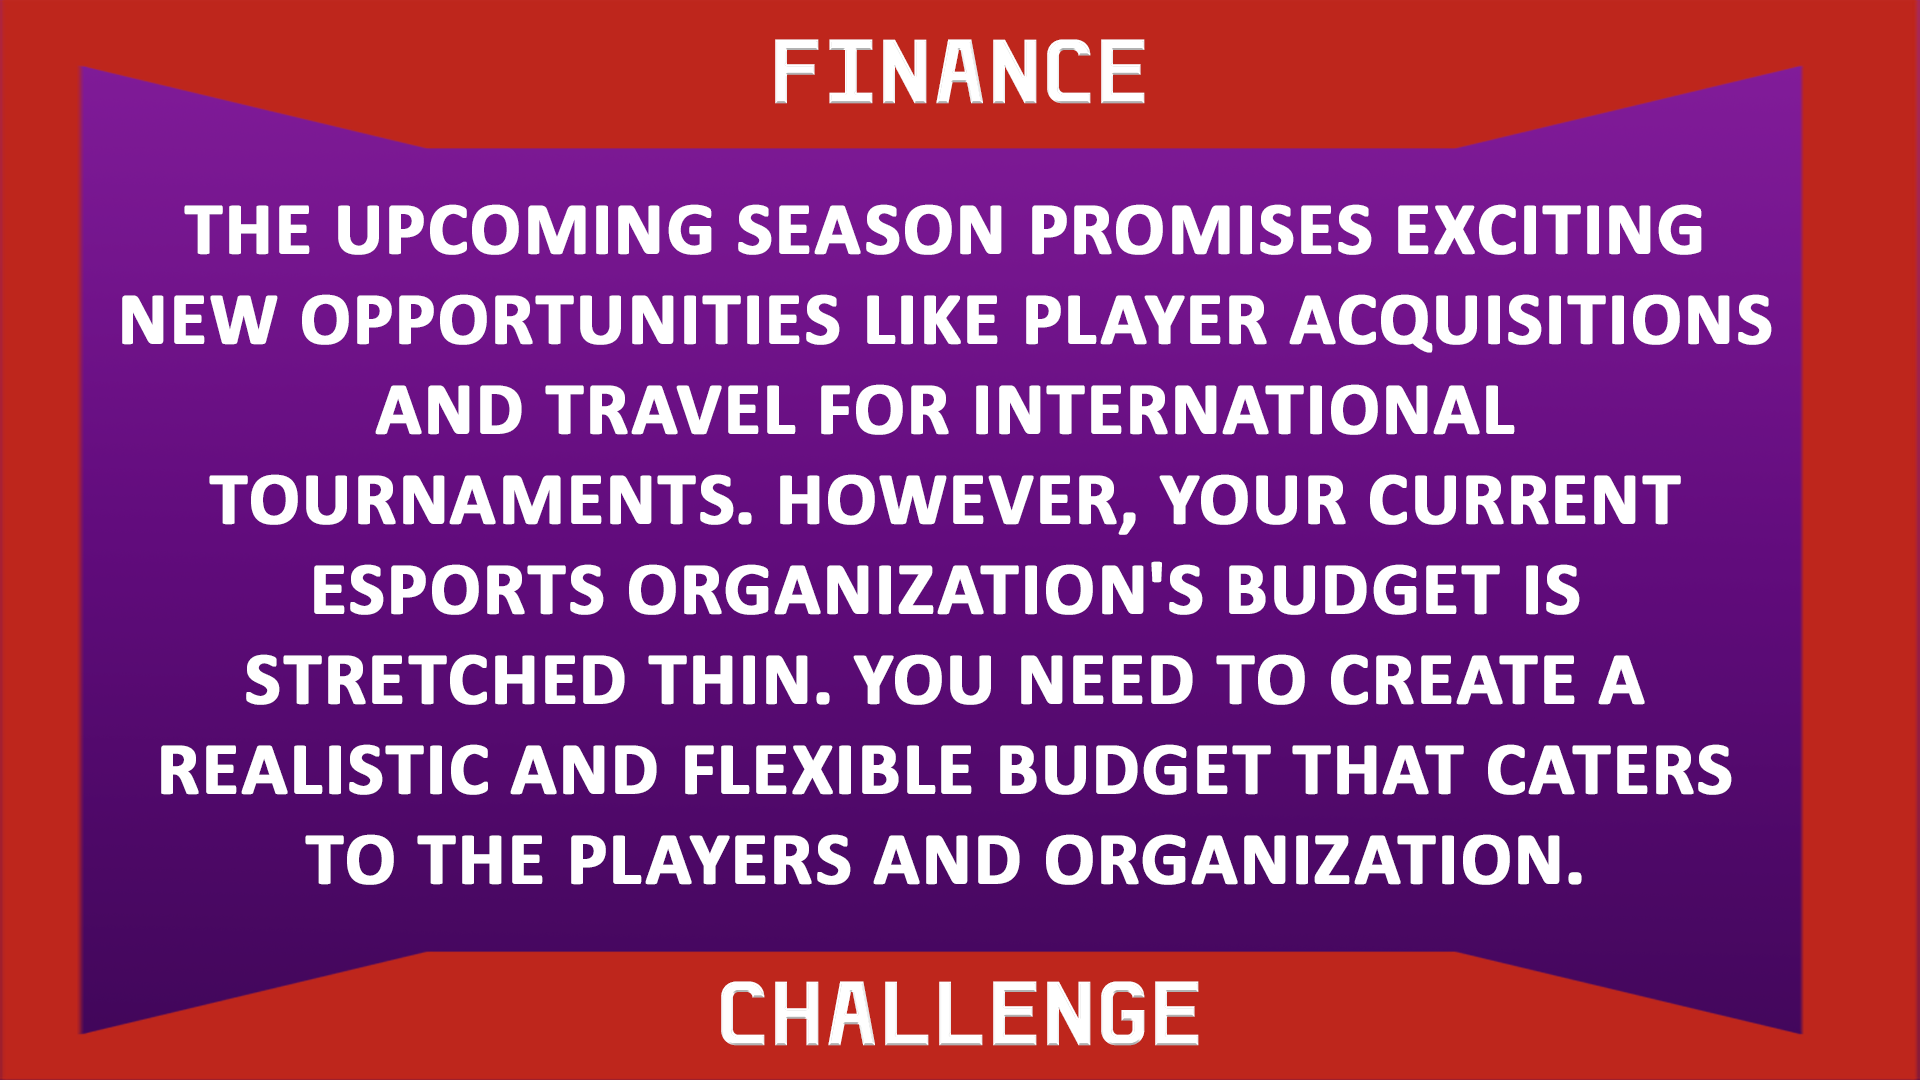 FINANCE
THE UPCOMING SEASON PROMISES EXCITING
NEW OPPORTUNITIES LIKE PLAYER ACQUISITIONS
AND TRAVEL FOR INTERNATIONAL
TOURNAMENTS. HOWEVER, YOUR CURRENT
ESPORTS ORGANIZATION'S BUDGET IS
STRETCHED THIN. YOU NEED TO CREATE A
REALISTIC AND FLEXIBLE BUDGET THAT CATERS
TO THE PLAYERS AND ORGANIZATION.
CHALLENGE